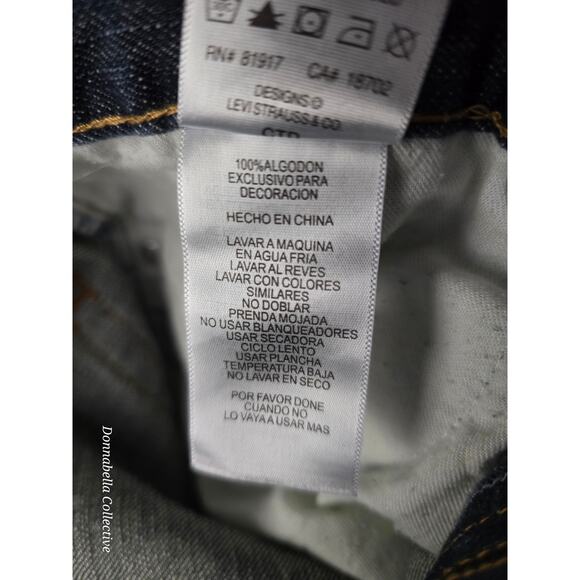 RN# 81917 CA# 18702
DESIGNS ©
LEVI STRAUSS & CO.
100%ALGODON
EXCLUSIVO PARA
DECORACION
HECHO EN CHINA
LAVAR A MAQUINA
EN AGUA FRIA
LAVAR AL REVES
LAVAR CON COLORES
SIMILARES
NO DOBLAR
PRENDA MOJADA
NO USAR BLANQUEADORES
USAR SECADORA
CICLO LENTO
USAR PLANCHA
TEMPERATURA BAJA
NO LAVAR EN SECO
POR FAVOR DONE
CUANDO NO
LO VAYA A USAR MAS
Donnabella Collective